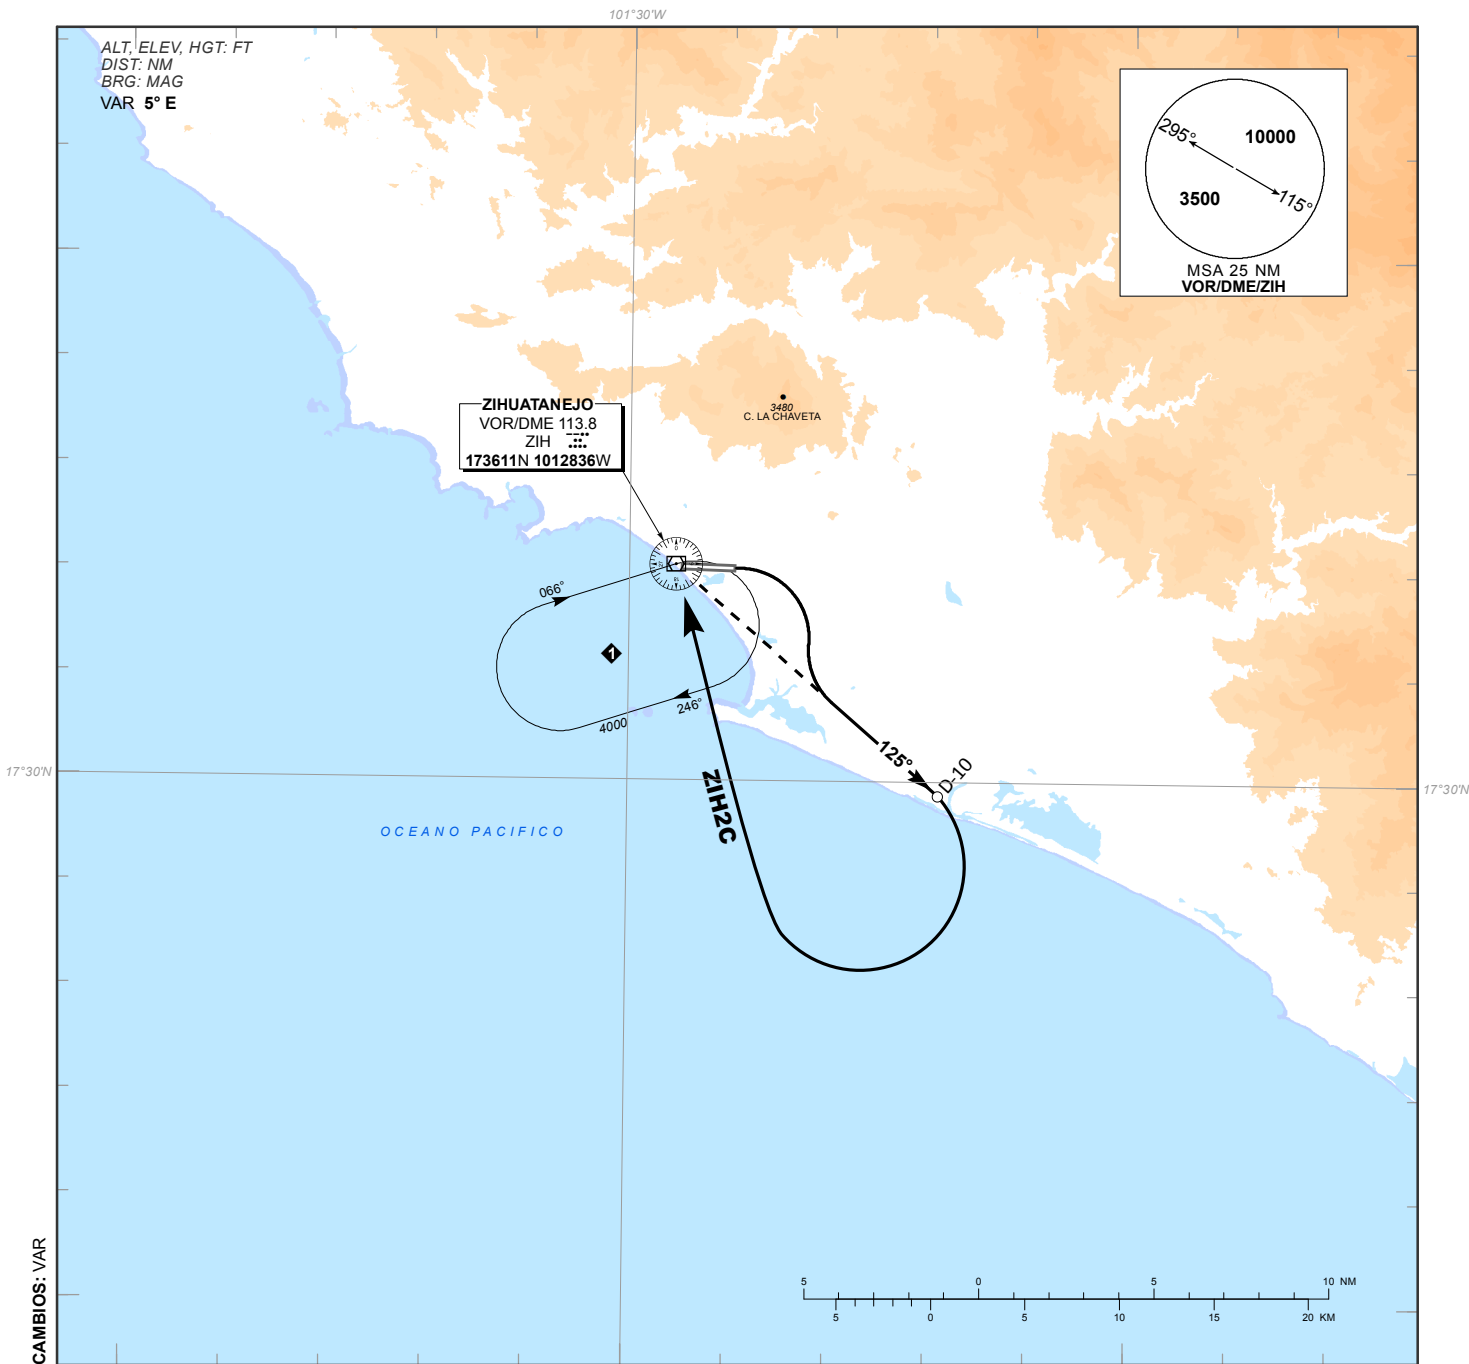 101°30'W
ALT, ELEV, HGT: FT
DIST: NM
BRG: MAG
VAR 5° E
295°
10000
3500
115°
MSA 25 NM
VOR/DME/ZIH
3480
C. LA CHAVETA
ZIHUATANEJO
VOR/DME 113.8
ZIH
173611N 1012836W
066°
1
246°
4000
125°
D-10
ZIH2C
17°30'N
17°30'N
OCEANO PACIFICO
CAMBIOS: VAR
5 0 5 10 NM
5 0 5 10 15 20 KM